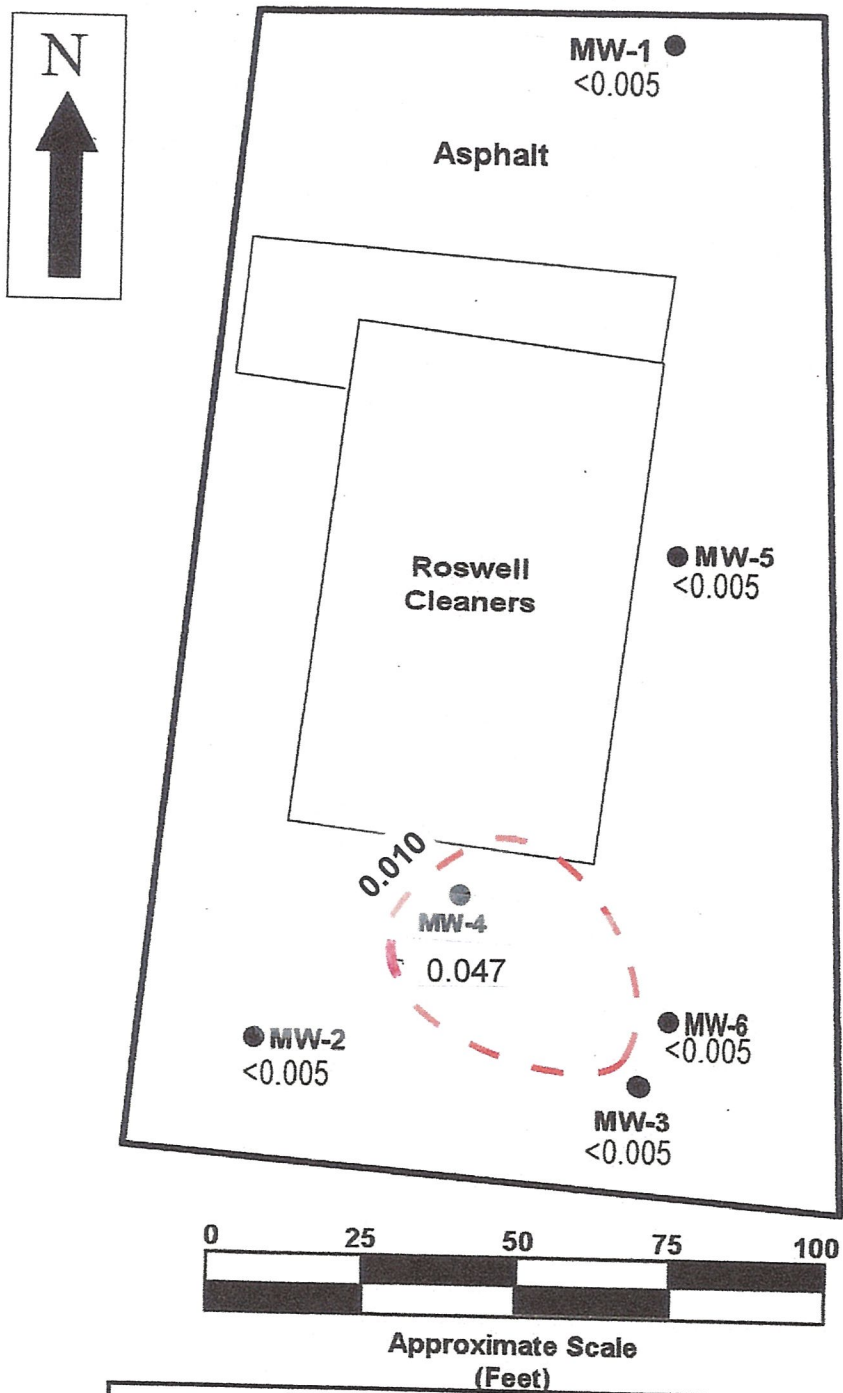 N
MW-1
<0.005
Asphalt
Roswell
Cleaners
MW-5
<0.005
0.010
MW-4
0.047
MW-2
<0.005
MW-6
<0.005
MW-3
<0.005
0 25 50 75 100
Approximate Scale
(Feet)